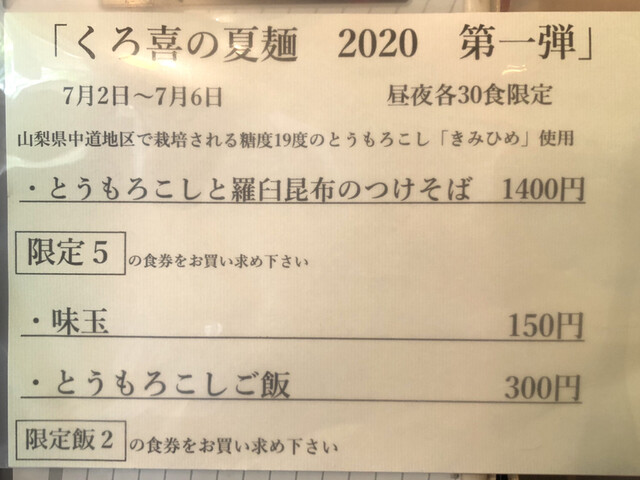 「くろ喜の夏麺 2020 第一弾」
7月2日～7月6日 昼夜各30食限定
山梨県中道地区で栽培される糖度19度のとうもろこし「きみひめ」使用
・とうもろこしと羅臼昆布のつけそば 1400円
限定5の食券をお買い求め下さい
・味玉 150円
・とうもろこしご飯 300円
限定飯2の食券をお買い求め下さい